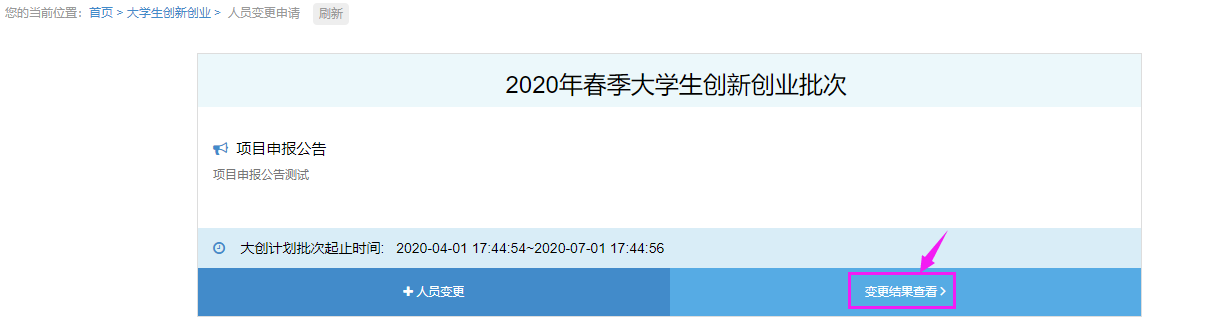 您的当前位置：首页 > 大学生创新创业 > 人员变更申请 刷新
2020年春季大学生创新创业批次
项目申报公告
项目申报公告测试
大创计划批次起止时间: 2020-04-01 17:44:54~2020-07-01 17:44:56
人员变更 变更结果查看